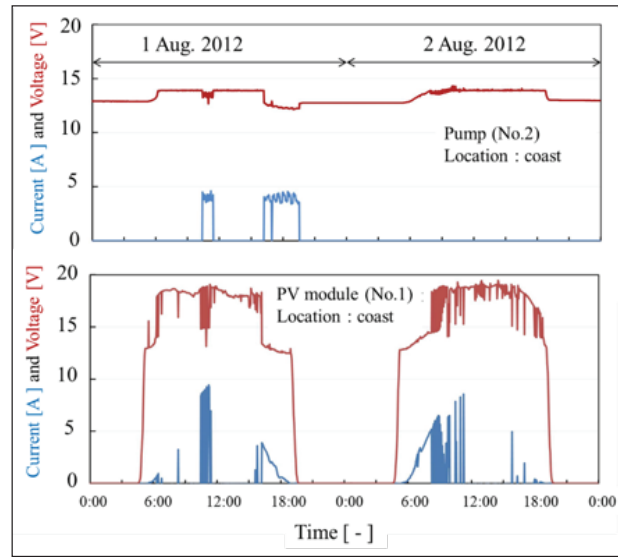 20
15
10
5
0
Current [A ] and Voltage [V]
1 Aug. 2012
2 Aug. 2012
Pump (No.2)
Location : coast
20
15
10
5
0
Current [A ] and Voltage [V]
PV module (No.1)
Location : coast
0:00 6:00 12:00 18:00 0:00 6:00 12:00 18:00 0:00
Time [ - ]